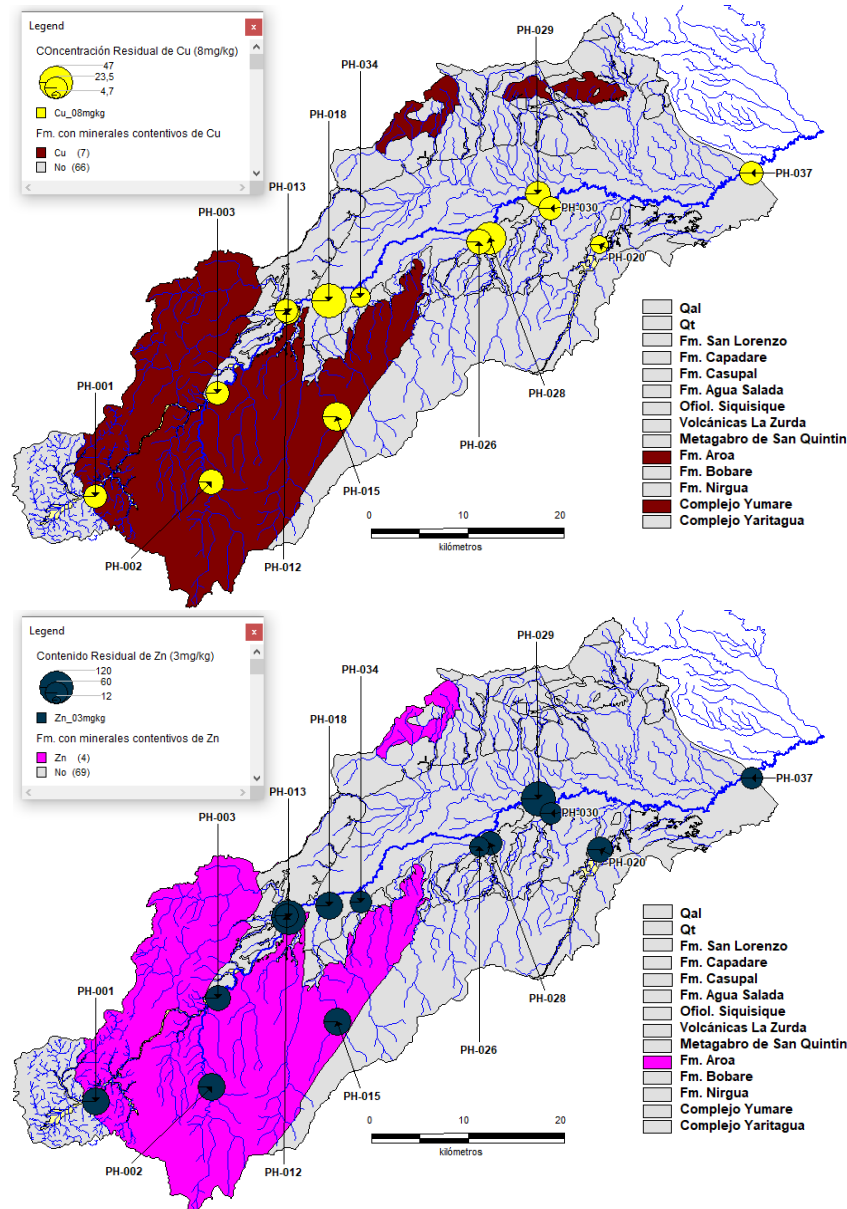 Legend
x
COncentración Residual de Cu (8mg/kg)
47
23,5
4,7
Cu_08mgkg
Fm. con minerales contentivos de Cu
Cu (7)
No (66)
PH-029
PH-034
PH-018
PH-013
PH-003
PH-037
PH-030
PH-020
PH-001
PH-028
PH-026
PH-015
PH-002
PH-012
0 10 20
kilómetros
Qal
Qt
Fm. San Lorenzo
Fm. Capadare
Fm. Casupal
Fm. Agua Salada
Ofiol. Siquisique
Volcánicas La Zurda
Metagabro de San Quintin
Fm. Aroa
Fm. Bobare
Fm. Nirgua
Complejo Yumare
Complejo Yaritagua
Legend
x
Contenido Residual de Zn (3mg/kg)
120
60
12
Zn_03mgkg
Fm. con minerales contentivos de Zn
Zn (4)
No (69)
PH-029
PH-034
PH-018
PH-013
PH-003
PH-037
PH-030
PH-020
PH-001
PH-028
PH-026
PH-015
PH-002
PH-012
0 10 20
kilómetros
Qal
Qt
Fm. San Lorenzo
Fm. Capadare
Fm. Casupal
Fm. Agua Salada
Ofiol. Siquisique
Volcánicas La Zurda
Metagabro de San Quintin
Fm. Aroa
Fm. Bobare
Fm. Nirgua
Complejo Yumare
Complejo Yaritagua